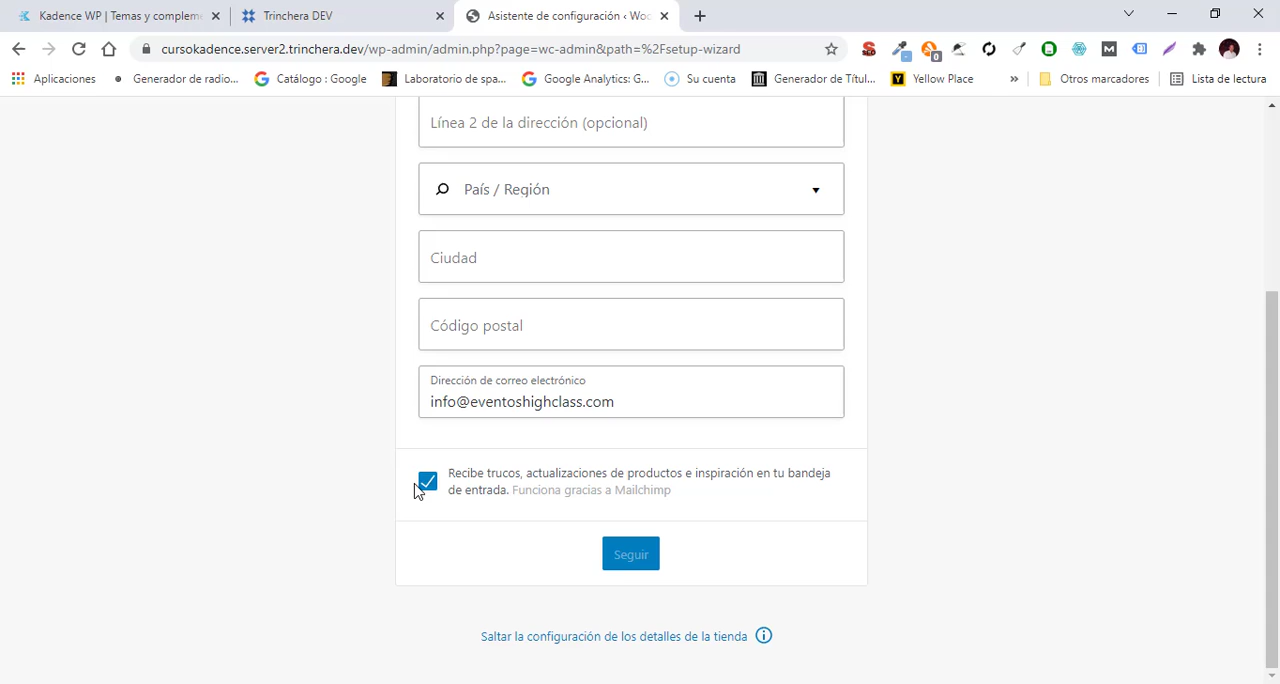 Kadence WP | Temas y compleme
Trinchera DEV
Asistente de configuración ‹ Woo
cursokadence.server2.trinchera.dev/wp-admin/admin.php?page=wc-admin&path=%2Fsetup-wizard
Aplicaciones
Generador de radio...
Catálogo : Google
Laboratorio de spa...
Google Analytics: G...
Su cuenta
Generador de Títul...
Yellow Place
»
Otros marcadores
Lista de lectura
Línea 2 de la dirección (opcional)
País / Región
Ciudad
Código postal
Dirección de correo electrónico
info@eventoshighclass.com
Recibe trucos, actualizaciones de productos e inspiración en tu bandeja
de entrada. Funciona gracias a Mailchimp
Seguir
Saltar la configuración de los detalles de la tienda